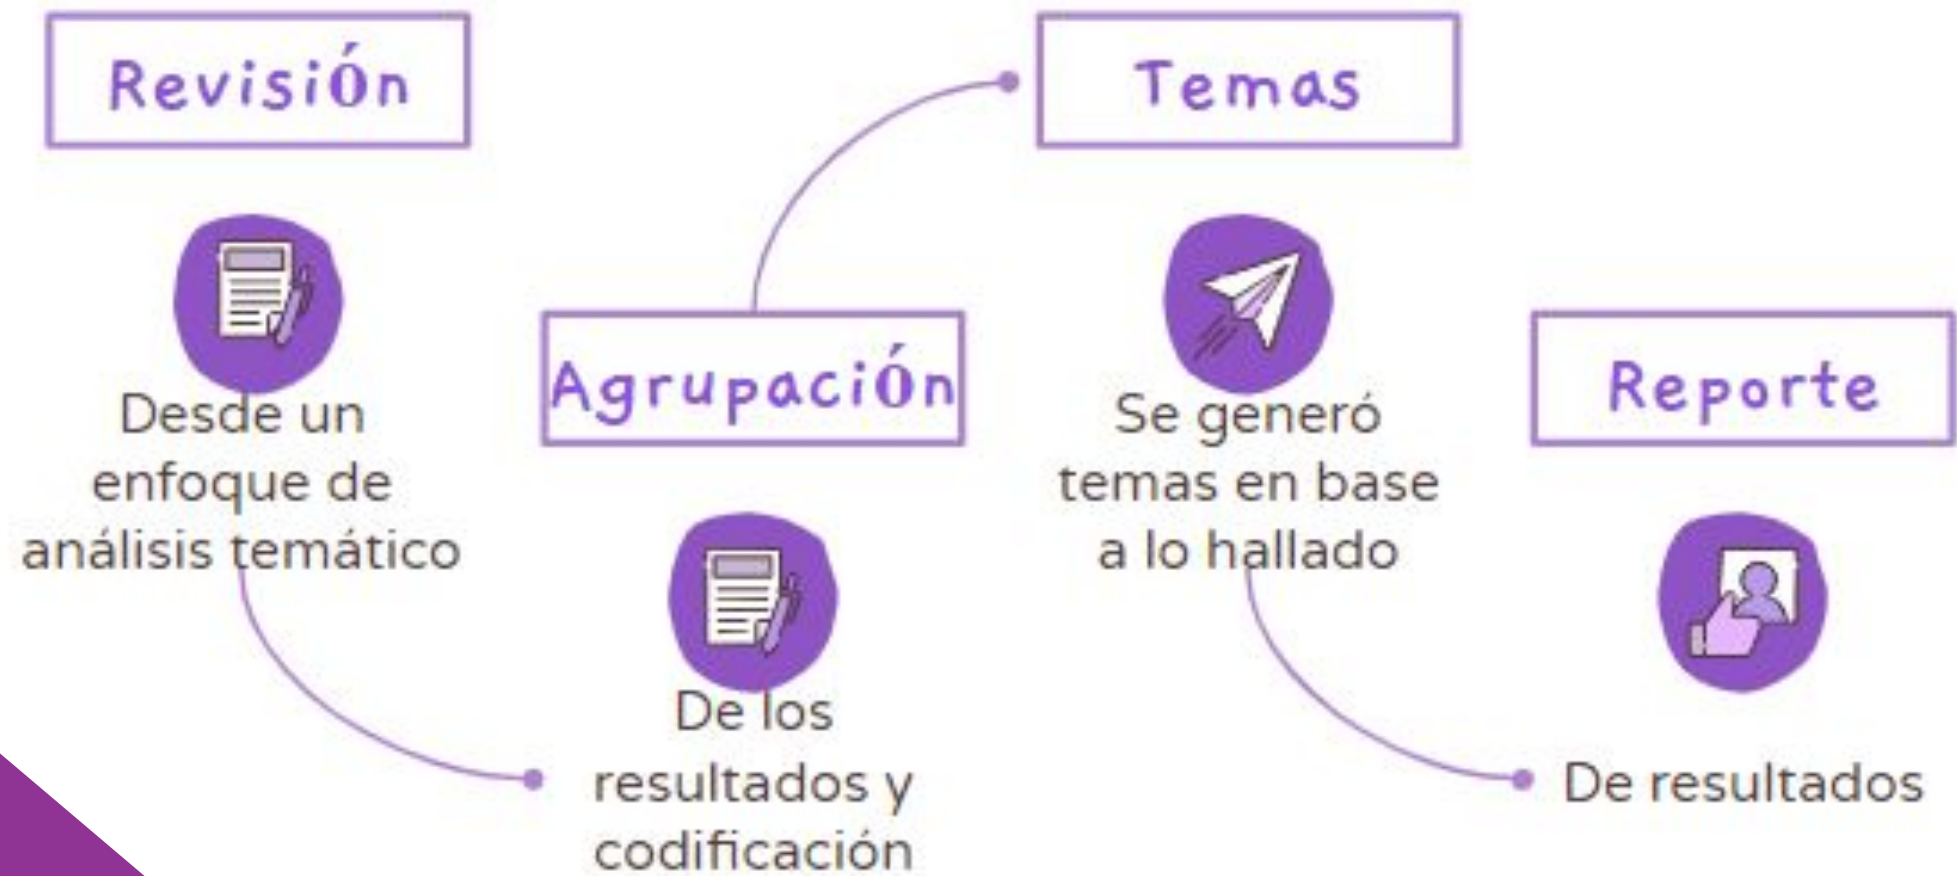 Revisión
Desde un
enfoque de
análisis temático
Agrupación
De los
resultados y
codificación
Temas
Se generó
temas en base
a lo hallado
Reporte
De resultados